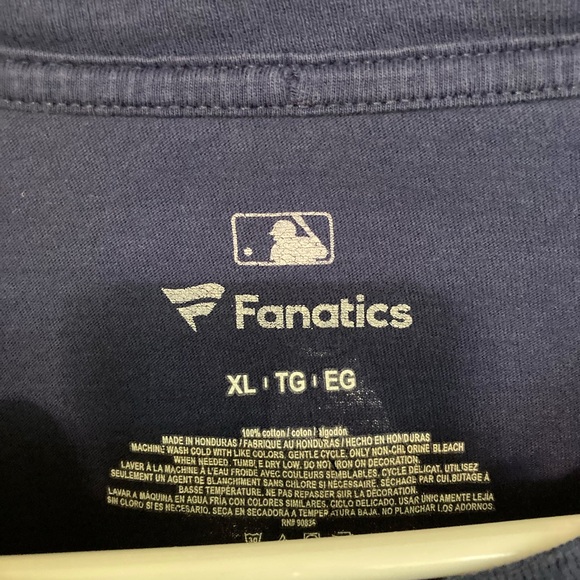 Fanatics
XL TG EG
100% cotton / coton / algodón
MADE IN HONDURAS / FABRIQUE AU HONDURAS / HECHO EN HONDURAS
MACHINE WASH COLD WITH LIKE COLORS. GENTLE CYCLE. ONLY NON-CHLORINE BLEACH
WHEN NEEDED. TUMBLE DRY LOW. DO NOT IRON ON DECORATION.
LAVER À LA MACHINE À L'EAU FROIDE AVEC COULEURS SEMBLABLES. CYCLE DÉLICAT. UTILISEZ
SEULEMENT UN AGENT DE BLANCHIMENT SANS CHLORE SI NÉCESSAIRE. SÉCHAGE PAR CULBUTAGE À
BASSE TEMPÉRATURE. NE PAS REPASSER SUR LA DÉCORATION.
LAVAR A MÁQUINA EN AGUA FRÍA CON COLORES SIMILARES. CICLO DELICADO. USAR ÚNICAMENTE LEJÍA
SIN CLORO SI ES NECESARIO. SECA EN SECADORA A TEMPERATURA BAJA. NO PLANCHAR LOS ADORNOS.
RN# 90834
30